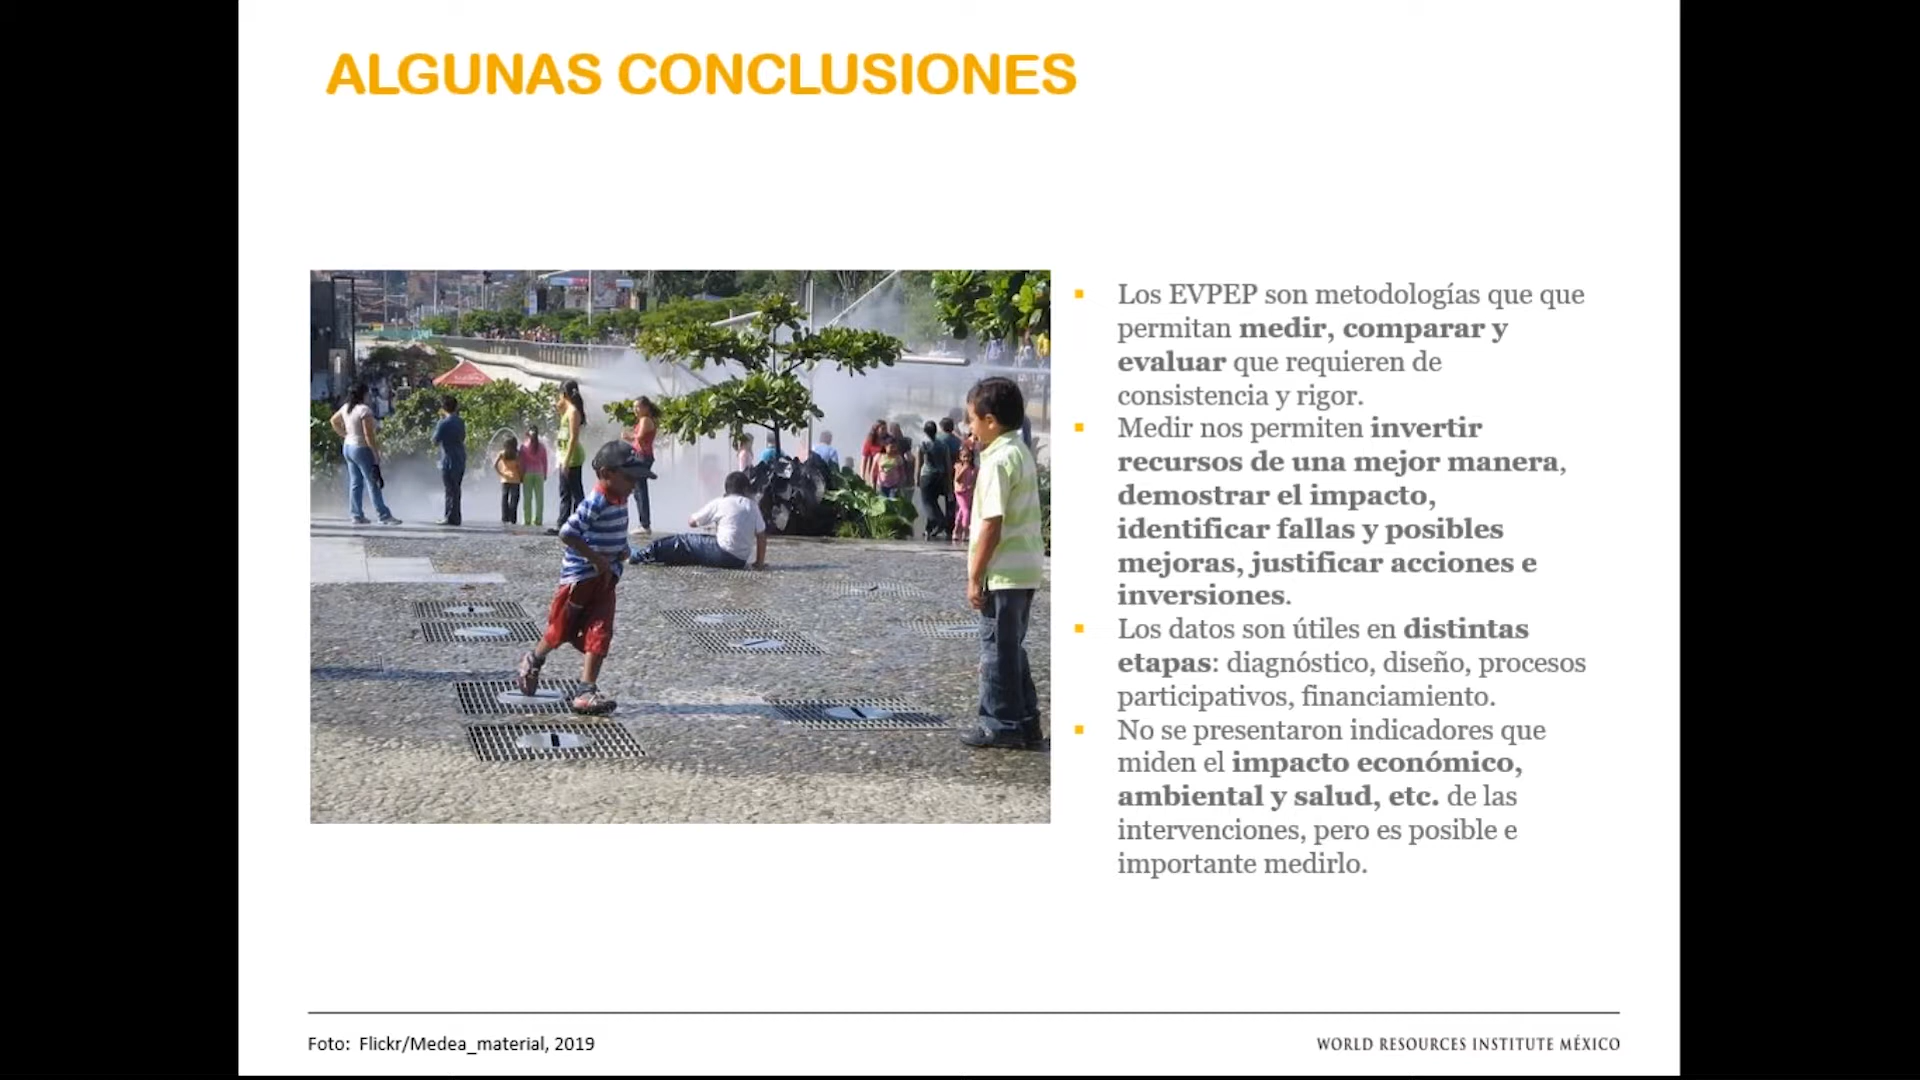 ALGUNAS CONCLUSIONES
Los EVPEP son metodologías que que
permitan medir, comparar y
evaluar que requieren de
consistencia y rigor.
Medir nos permiten invertir
recursos de una mejor manera,
demostrar el impacto,
identificar fallas y posibles
mejoras, justificar acciones e
inversiones.
Los datos son útiles en distintas
etapas: diagnóstico, diseño, procesos
participativos, financiamiento.
No se presentaron indicadores que
miden el impacto económico,
ambiental y salud, etc. de las
intervenciones, pero es posible e
importante medirlo.
Foto: Flickr/Medea_material, 2019
WORLD RESOURCES INSTITUTE MÉXICO